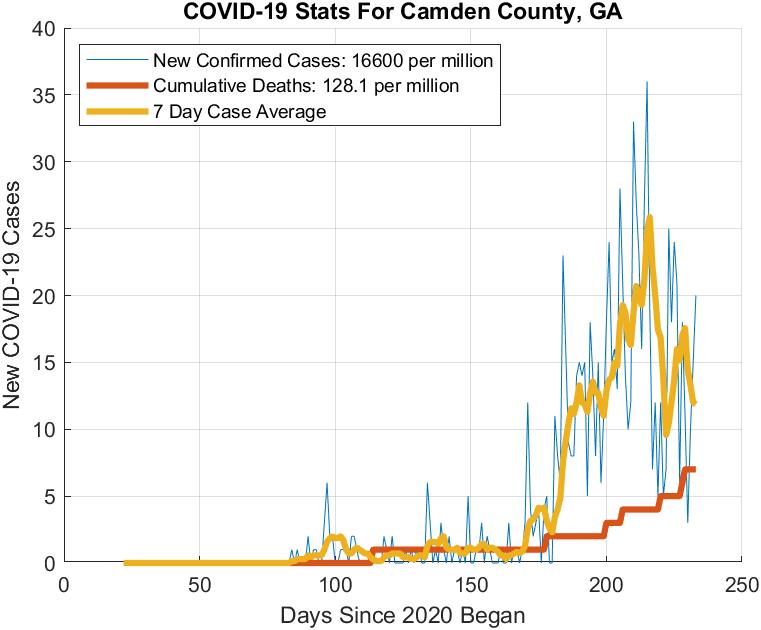 COVID-19 Stats For Camden County, GA
New Confirmed Cases: 16600 per million
Cumulative Deaths: 128.1 per million
7 Day Case Average
New COVID-19 Cases
40
35
30
25
20
15
10
5
0
0 50 100 150 200 250
Days Since 2020 Began